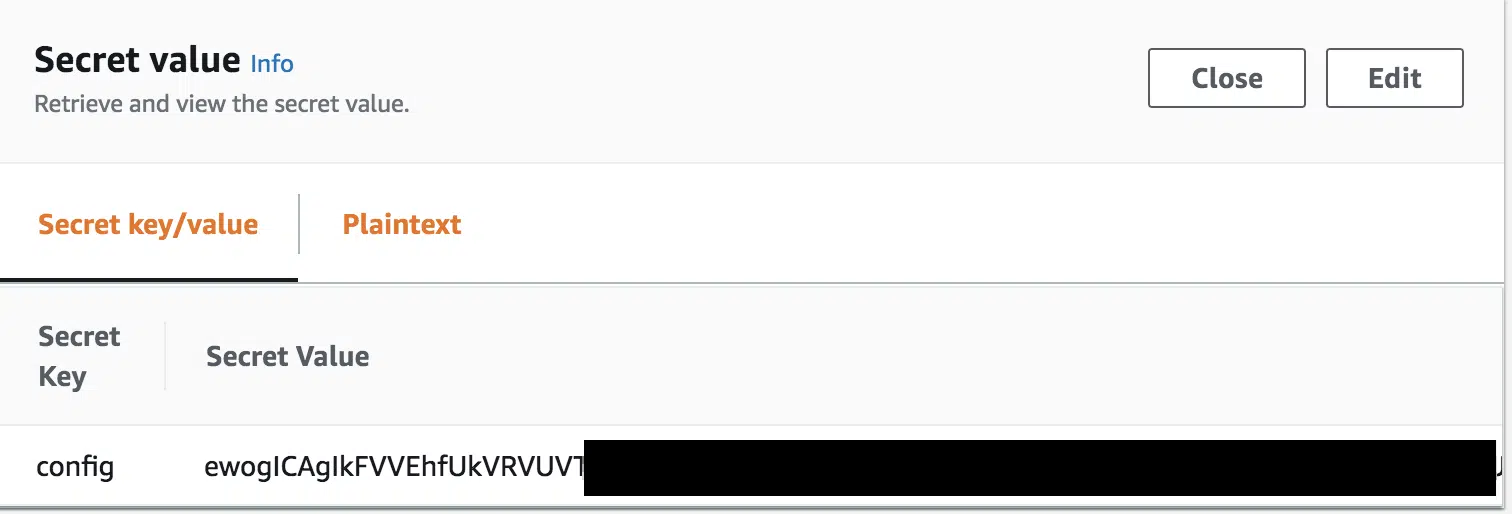 Secret value Info
Retrieve and view the secret value.
Close
Edit
Secret key/value
Plaintext
Secret
Key
Secret Value
config
ewogICAgIkFVVEhfUkVRVUVT